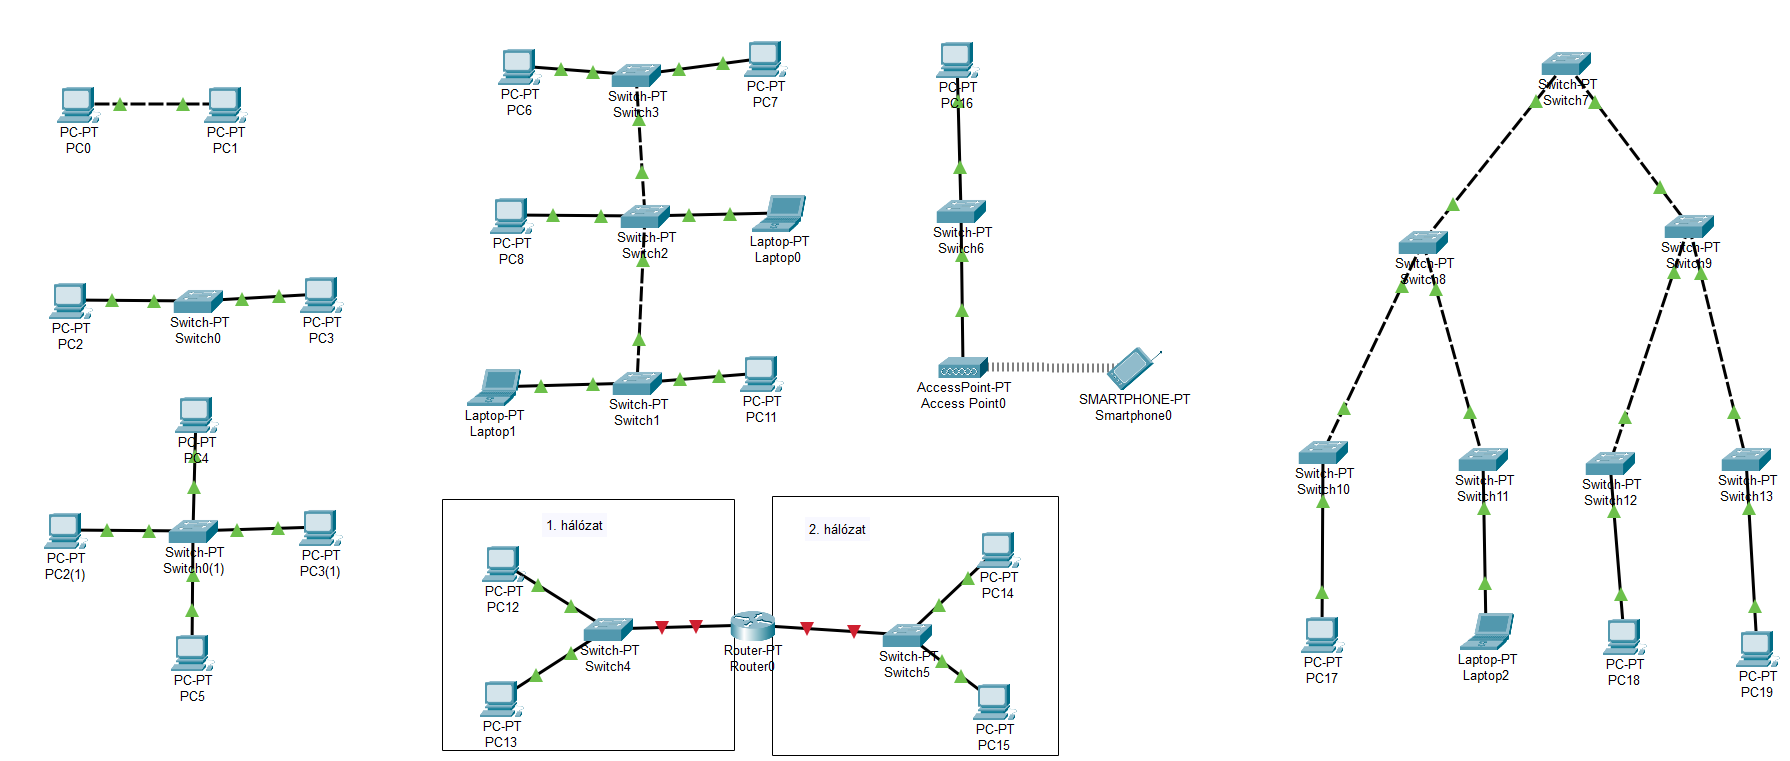 PC-PT
PC0
PC-PT
PC1
PC-PT
PC2
Switch-PT
Switch0
PC-PT
PC3
PC-PT
PC4
PC-PT
PC2(1)
Switch-PT
Switch0(1)
PC-PT
PC3(1)
PC-PT
PC5
PC-PT
PC6
Switch-PT
Switch3
PC-PT
PC7
PC-PT
PC8
Switch-PT
Switch2
Laptop-PT
Laptop0
Laptop-PT
Laptop1
Switch-PT
Switch1
PC-PT
PC11
PC-PT
PC16
Switch-PT
Switch6
AccessPoint-PT
Access Point0
SMARTPHONE-PT
Smartphone0
1. hálózat
PC-PT
PC12
Switch-PT
Switch4
PC-PT
PC13
Router-PT
Router0
2. hálózat
PC-PT
PC14
Switch-PT
Switch5
PC-PT
PC15
Switch-PT
Switch7
Switch-PT
Switch8
Switch-PT
Switch9
Switch-PT
Switch10
Switch-PT
Switch11
Switch-PT
Switch12
Switch-PT
Switch13
PC-PT
PC17
Laptop-PT
Laptop2
PC-PT
PC18
PC-PT
PC19